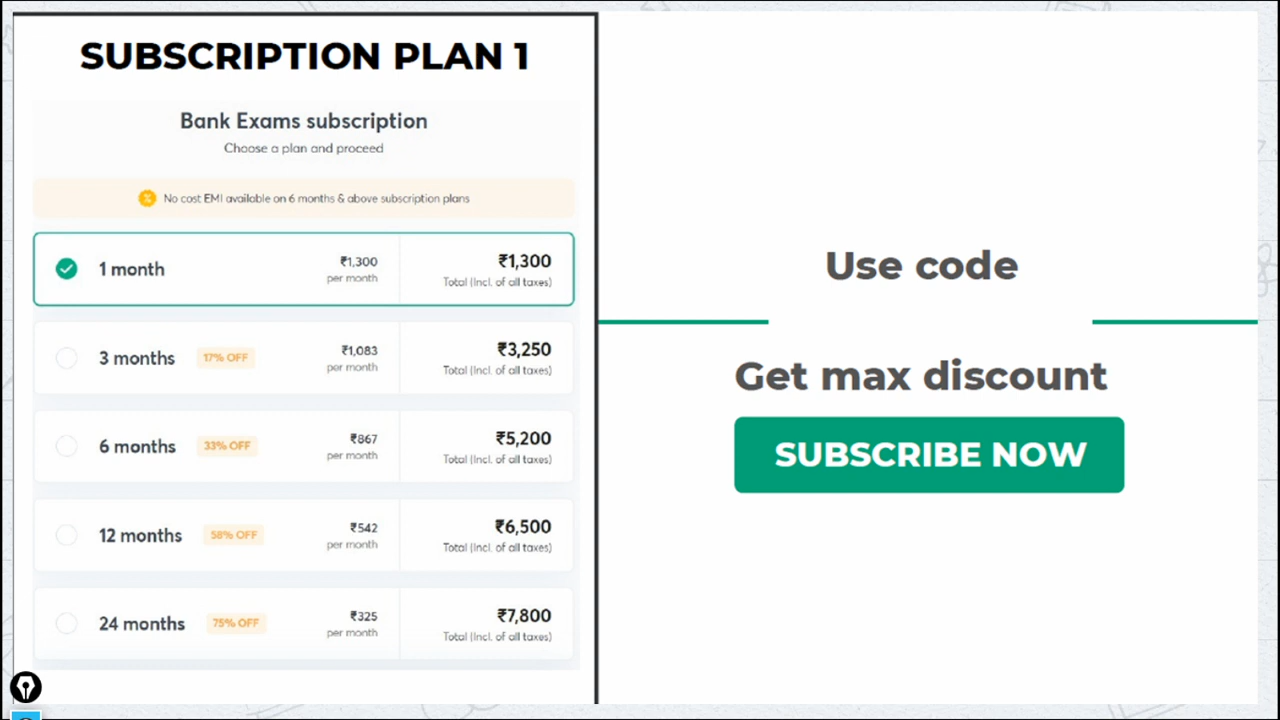 SUBSCRIPTION PLAN 1
Bank Exams subscription
Choose a plan and proceed
No cost EMI available on 6 months & above subscription plans
1 month ₹1,300 per month ₹1,300 Total (Incl. of all taxes)
3 months 17% OFF ₹1,083 per month ₹3,250 Total (Incl. of all taxes)
6 months 33% OFF ₹867 per month ₹5,200 Total (Incl. of all taxes)
12 months 58% OFF ₹542 per month ₹6,500 Total (Incl. of all taxes)
24 months 75% OFF ₹325 per month ₹7,800 Total (Incl. of all taxes)
Use code
Get max discount
SUBSCRIBE NOW